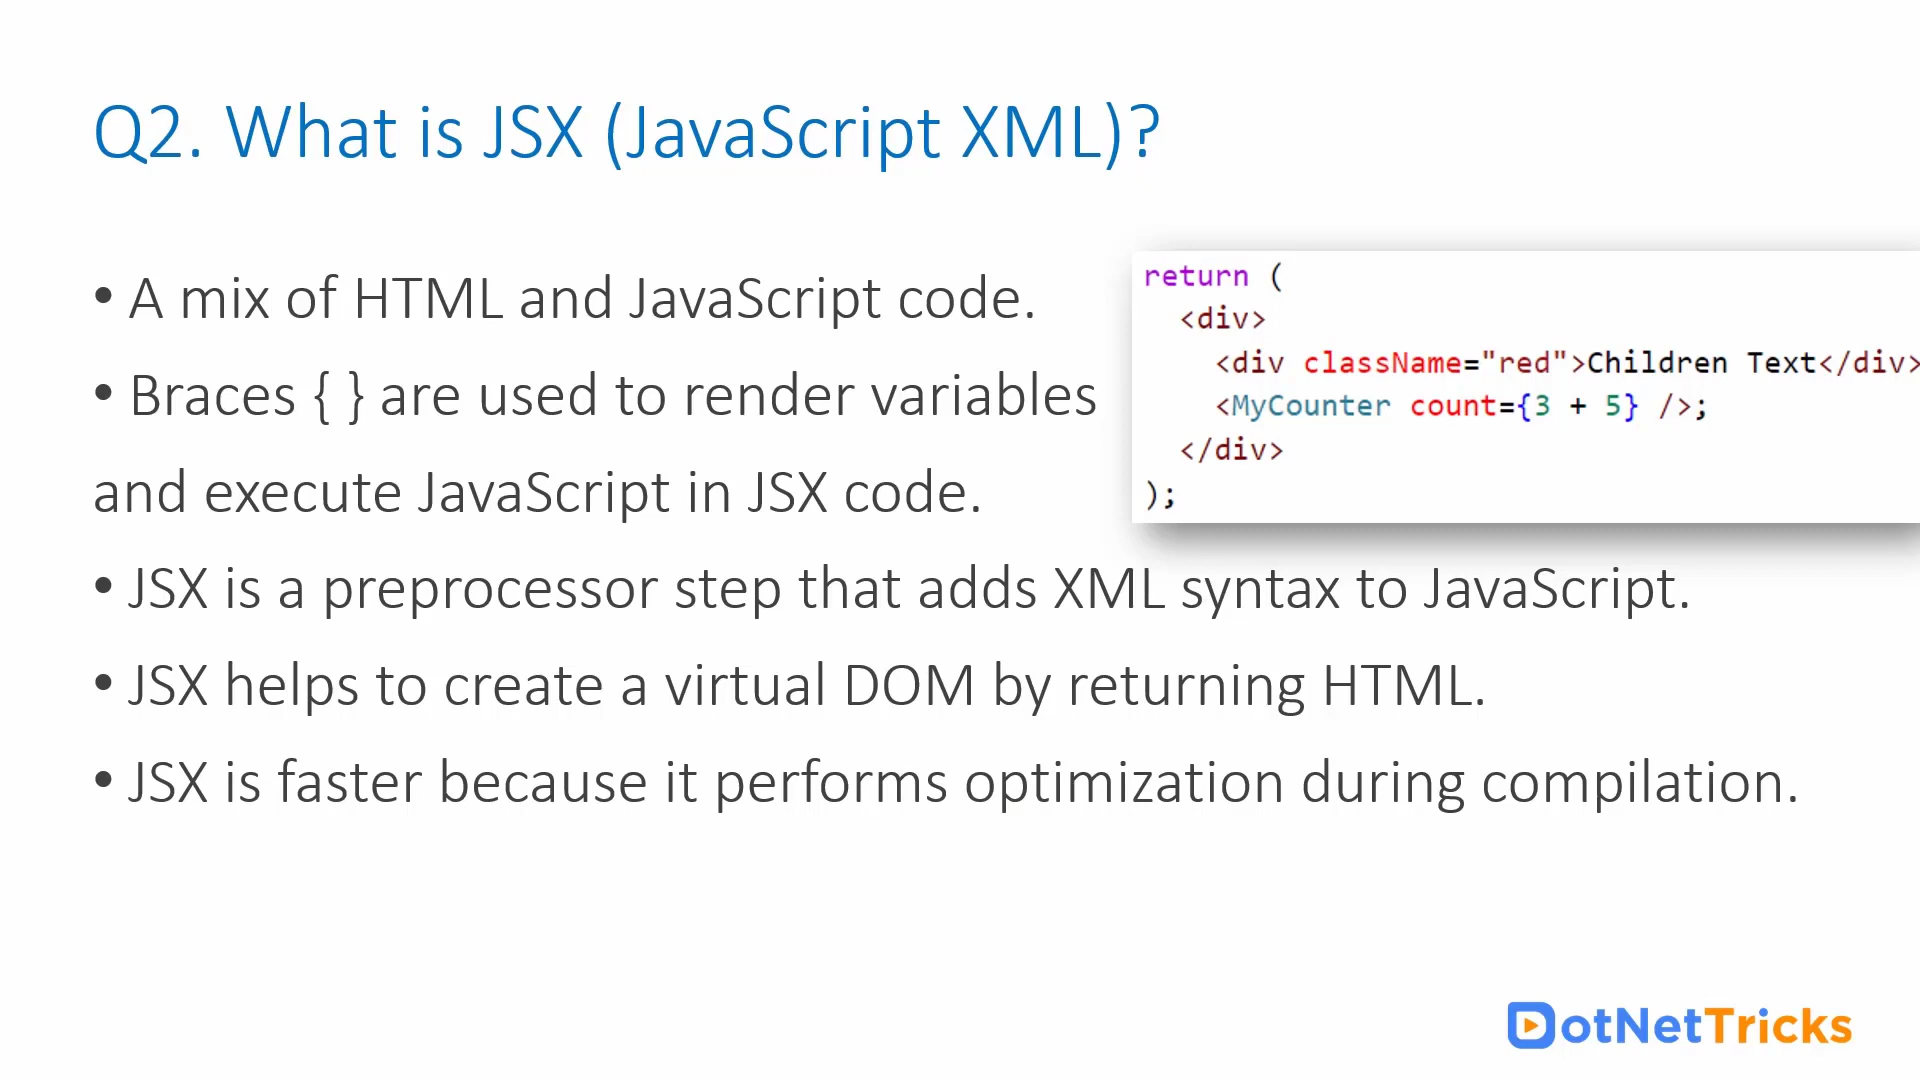 Q2. What is JSX (JavaScript XML)?
• A mix of HTML and JavaScript code.
• Braces { } are used to render variables
and execute JavaScript in JSX code.
• JSX is a preprocessor step that adds XML syntax to JavaScript.
• JSX helps to create a virtual DOM by returning HTML.
• JSX is faster because it performs optimization during compilation.
return (
  <div>
    <div className="red">Children Text</div>
    <MyCounter count={3 + 5} />;
  </div>
);
DotNetTricks